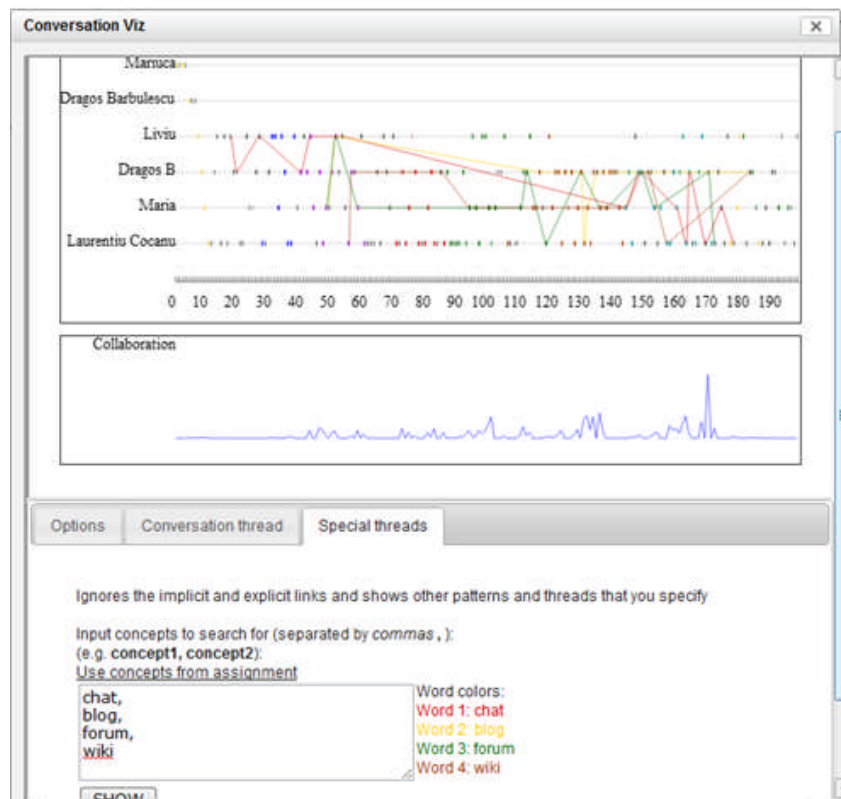 Conversation Viz
Marıuca
Dragos Barbulescu
Liviu
Dragos B
Maria
Laurentiu Cocanu
0 10 20 30 40 50 60 70 80 90 100 110 120 130 140 150 160 170 180 190
Collaboration
Options Conversation thread Special threads
Ignores the implicit and explicit links and shows other patterns and threads that you specify
Input concepts to search for (separated by commas , ):
(e.g. concept1, concept2):
Use concepts from assignment
chat,
blog,
forum,
wiki
Word colors:
Word 1: chat
Word 2: blog
Word 3: forum
Word 4: wiki
SHOW